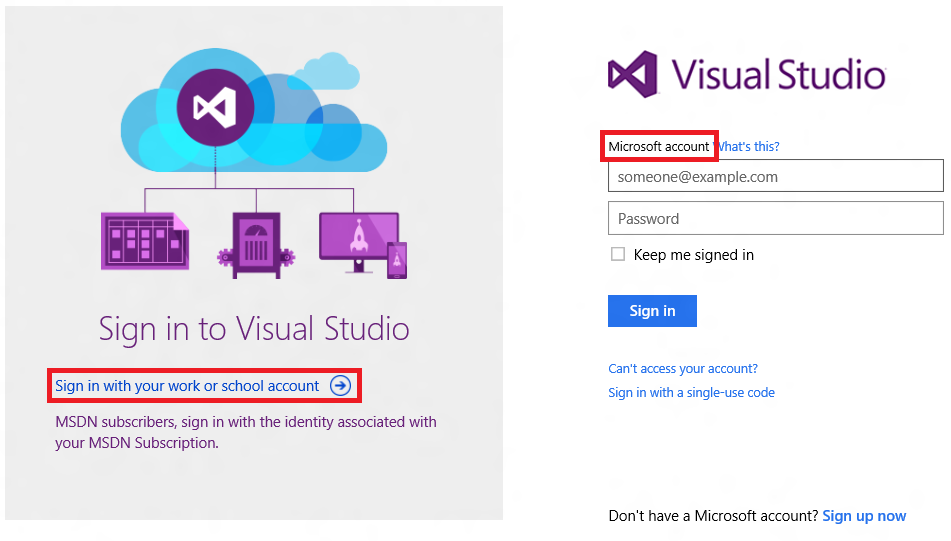 Sign in to Visual Studio
Sign in with your work or school account
MSDN subscribers, sign in with the identity associated with
your MSDN Subscription.
Visual Studio
Microsoft account What's this?
someone@example.com
Password
Keep me signed in
Sign in
Can't access your account?
Sign in with a single-use code
Don't have a Microsoft account? Sign up now